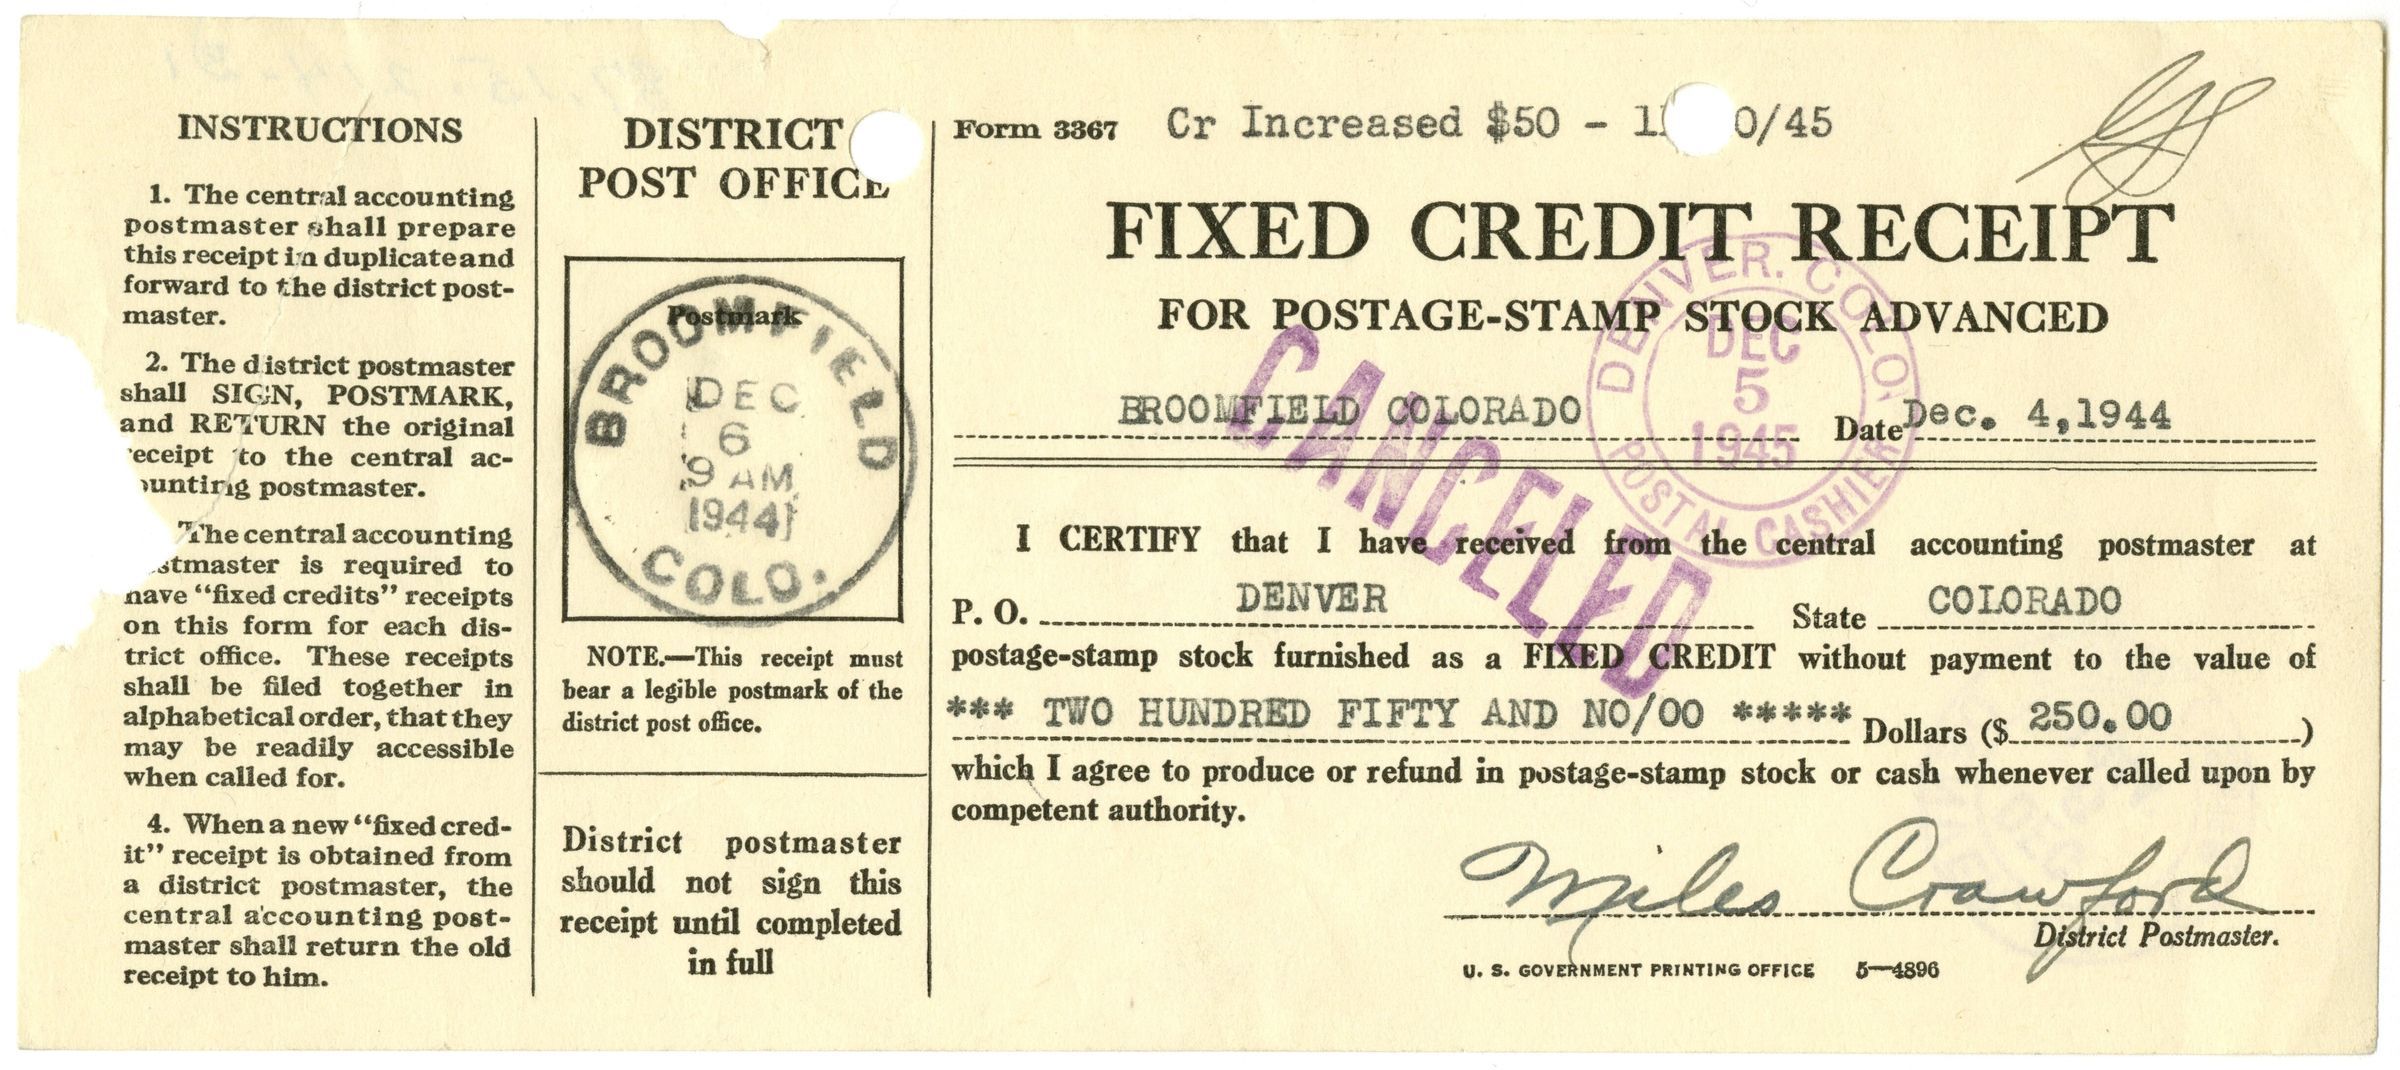 INSTRUCTIONS
1. The central accounting
postmaster shall prepare
this receipt in duplicate and
forward to the district post-
master.
2. The district postmaster
shall SIGN, POSTMARK,
and RETURN the original
eceipt to the central ac-
ounting postmaster.
The central accounting
stmaster is required to
have "fixed credits" receipts
on this form for each dis-
trict office. These receipts
shall be filed together in
alphabetical order, that they
may be readily accessible
when called for.
4. When a new "fixed cred-
it" receipt is obtained from
a district postmaster, the
central accounting post-
master shall return the old
receipt to him.
DISTRICT
POST OFFICE
Postmark
BROOMFIELD
DEC
6
9 AM
1944
COLO.
NOTE.—This receipt must
bear a legible postmark of the
district post office.
District postmaster
should not sign this
receipt until completed
in full
Form 3367 Cr Increased $50 - 1 0/45
FIXED CREDIT RECEIPT
FOR POSTAGE-STAMP STOCK ADVANCED
DENVER, COLO.
DEC
5
1945
POSTAL CASHIER
CANCELED
BROOMFIELD COLORADO Date Dec. 4,1944
I CERTIFY that I have received from the central accounting postmaster at
P. O. DENVER State COLORADO
postage-stamp stock furnished as a FIXED CREDIT without payment to the value of
*** TWO HUNDRED FIFTY AND NO/00 ***** Dollars ($ 250.00 )
which I agree to produce or refund in postage-stamp stock or cash whenever called upon by
competent authority.
Miles Crawford
District Postmaster.
U. S. GOVERNMENT PRINTING OFFICE 5—4896